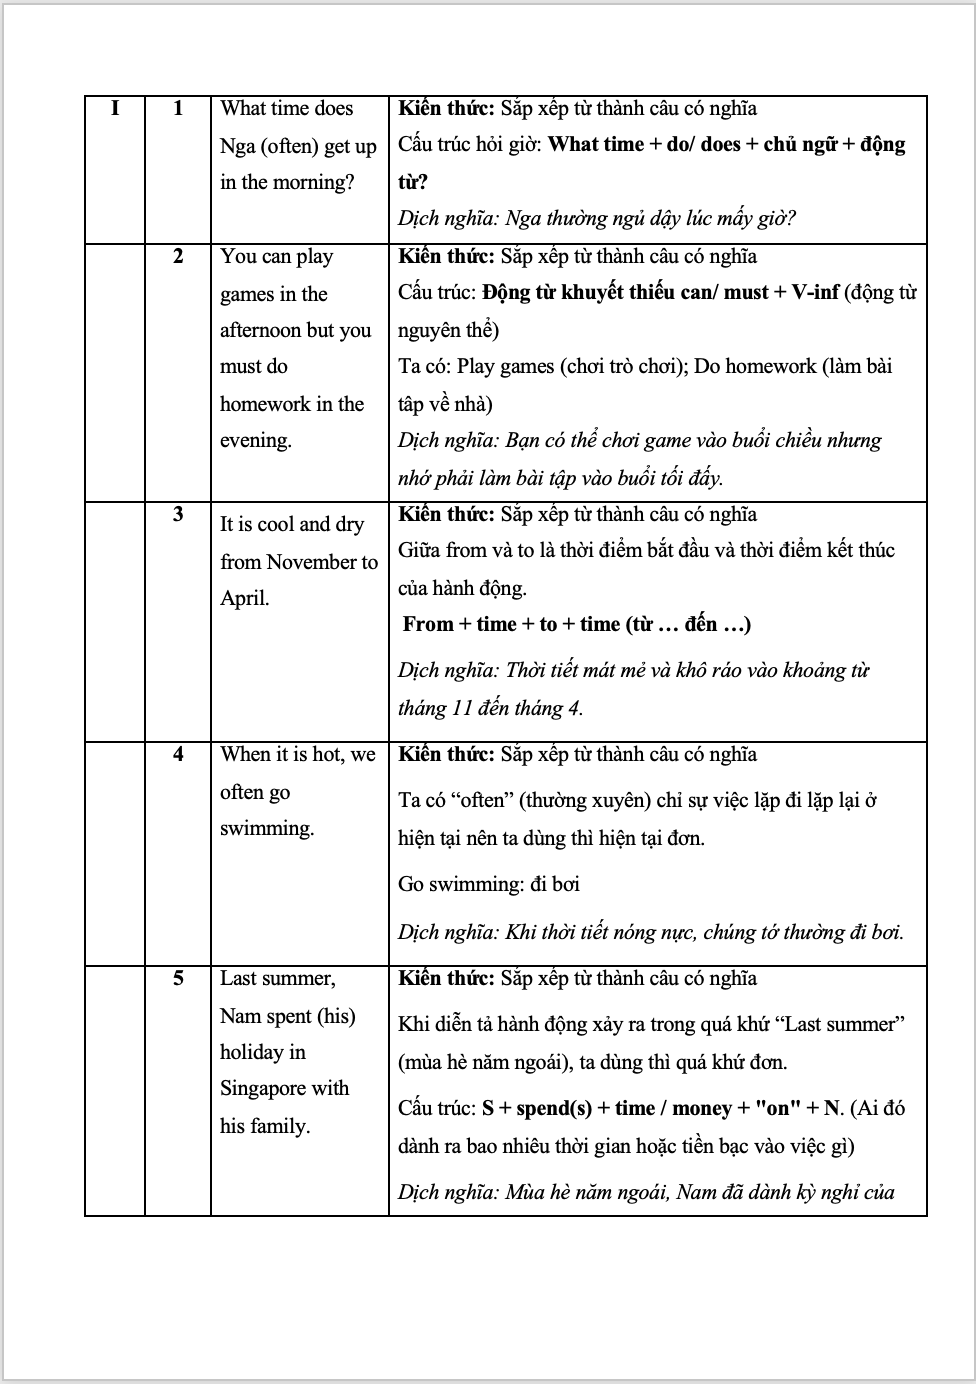 I
1
What time does
Nga (often) get up
in the morning?
Kiến thức: Sắp xếp từ thành câu có nghĩa
Cấu trúc hỏi giờ: What time + do/ does + chủ ngữ + động
từ?
Dịch nghĩa: Nga thường ngủ dậy lúc mấy giờ?
2
You can play
games in the
afternoon but you
must do
homework in the
evening.
Kiến thức: Sắp xếp từ thành câu có nghĩa
Cấu trúc: Động từ khuyết thiếu can/ must + V-inf (động từ
nguyên thể)
Ta có: Play games (chơi trò chơi); Do homework (làm bài
tâp về nhà)
Dịch nghĩa: Bạn có thể chơi game vào buổi chiều nhưng
nhớ phải làm bài tập vào buổi tối đấy.
3
It is cool and dry
from November to
April.
Kiến thức: Sắp xếp từ thành câu có nghĩa
Giữa from và to là thời điểm bắt đầu và thời điểm kết thúc
của hành động.
From + time + to + time (từ … đến …)
Dịch nghĩa: Thời tiết mát mẻ và khô ráo vào khoảng từ
tháng 11 đến tháng 4.
4
When it is hot, we
often go
swimming.
Kiến thức: Sắp xếp từ thành câu có nghĩa
Ta có “often” (thường xuyên) chỉ sự việc lặp đi lặp lại ở
hiện tại nên ta dùng thì hiện tại đơn.
Go swimming: đi bơi
Dịch nghĩa: Khi thời tiết nóng nực, chúng tớ thường đi bơi.
5
Last summer,
Nam spent (his)
holiday in
Singapore with
his family.
Kiến thức: Sắp xếp từ thành câu có nghĩa
Khi diễn tả hành động xảy ra trong quá khứ “Last summer”
(mùa hè năm ngoái), ta dùng thì quá khứ đơn.
Cấu trúc: S + spend(s) + time / money + "on" + N. (Ai đó
dành ra bao nhiêu thời gian hoặc tiền bạc vào việc gì)
Dịch nghĩa: Mùa hè năm ngoái, Nam đã dành kỳ nghỉ của